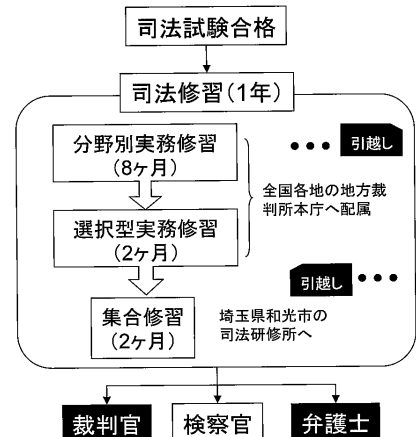 司法試験合格
司法修習(1年)
分野別実務修習
(8ヶ月)
●●● 引越し
全国各地の地方裁
判所本庁へ配属
選択型実務修習
(2ヶ月)
引越し ●●●
集合修習
(2ヶ月)
埼玉県和光市の
司法研修所へ
裁判官 検察官 弁護士